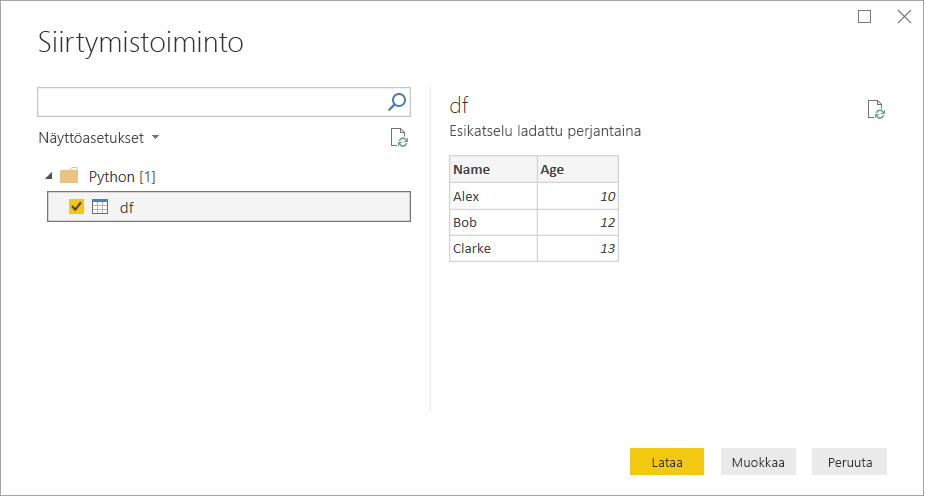 Siirtymistoiminto
Näyttöasetukset
Python [1]
df
df
Esikatselu ladattu perjantaina
Name Age
Alex 10
Bob 12
Clarke 13
Lataa Muokkaa Peruuta